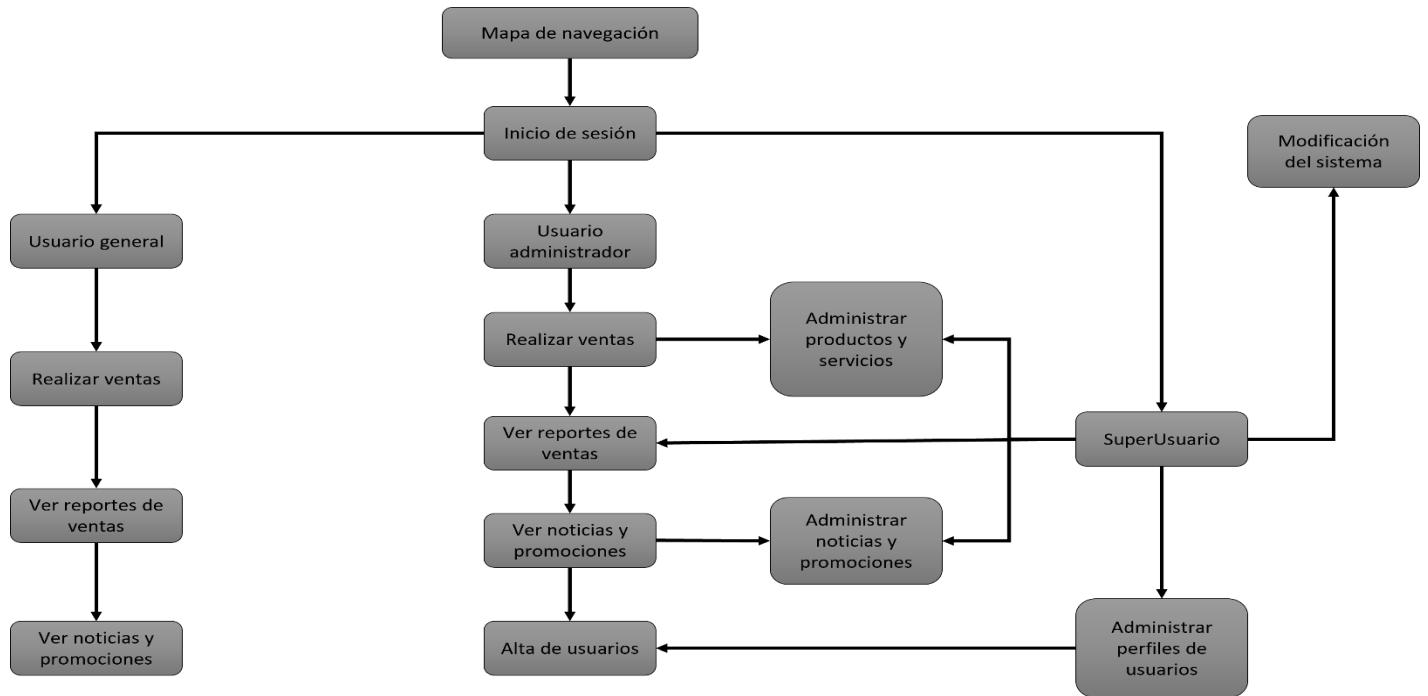 Mapa de navegación
Inicio de sesión
Modificación
del sistema
Usuario general
Usuario
administrador
Realizar ventas
Administrar
productos y
servicios
Realizar ventas
Ver reportes de
ventas
SuperUsuario
Ver reportes de
ventas
Ver noticias y
promociones
Administrar
noticias y
promociones
Ver noticias y
promociones
Alta de usuarios
Administrar
perfiles de
usuarios